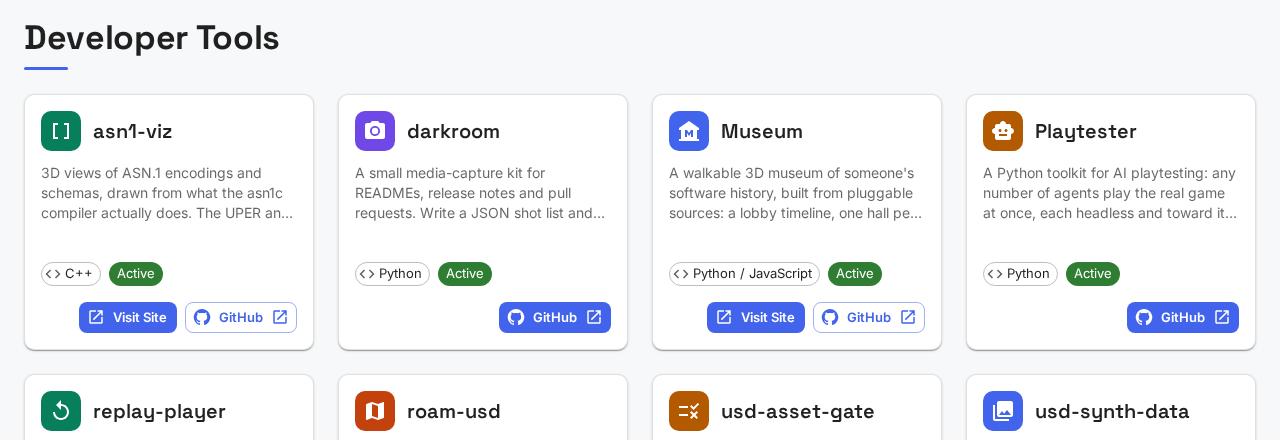 Developer Tools
asn1-viz
3D views of ASN.1 encodings and
schemas, drawn from what the asn1c
compiler actually does. The UPER an...
C++
Active
Visit Site
GitHub
darkroom
A small media-capture kit for
READMEs, release notes and pull
requests. Write a JSON shot list and...
Python
Active
GitHub
Museum
A walkable 3D museum of someone's
software history, built from pluggable
sources: a lobby timeline, one hall pe...
Python / JavaScript
Active
Visit Site
GitHub
Playtester
A Python toolkit for AI playtesting: any
number of agents play the real game
at once, each headless and toward it...
Python
Active
GitHub
replay-player
roam-usd
usd-asset-gate
usd-synth-data